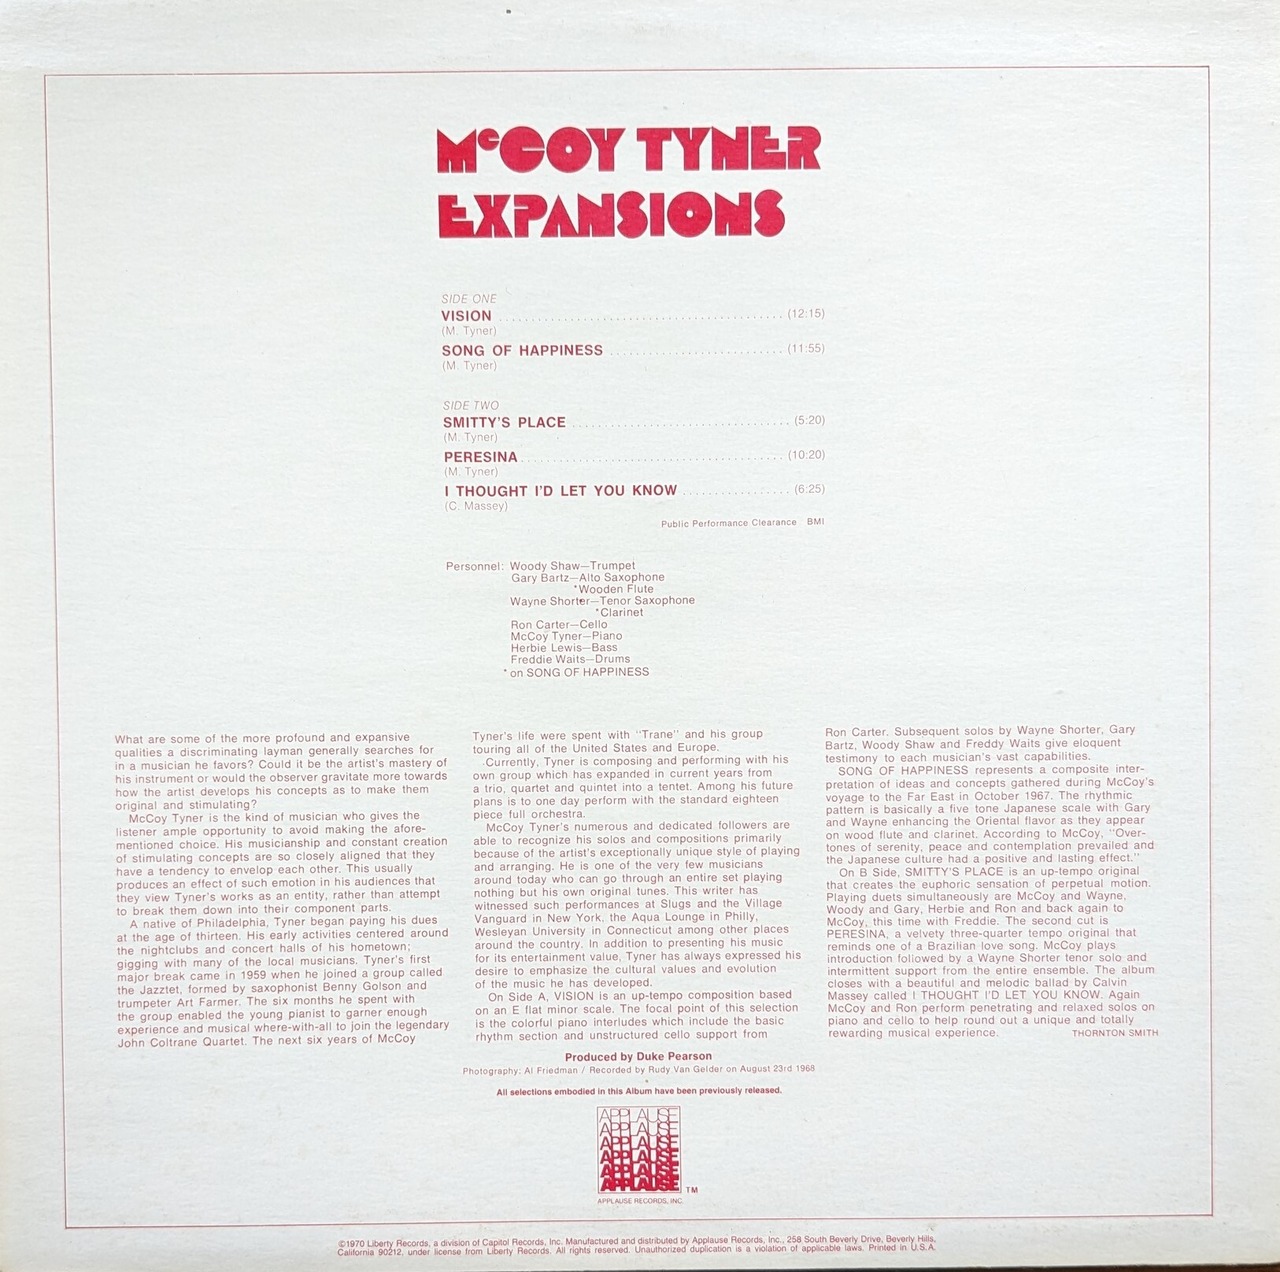 McCOY TYNER
EXPANSIONS
SIDE ONE
VISION ........................................... (12:15)
(M. Tyner)
SONG OF HAPPINESS .......................... (11:55)
(M. Tyner)
SIDE TWO
SMITTY'S PLACE ................................. (5:20)
(M. Tyner)
PERESINA ........................................ (10:20)
(M. Tyner)
I THOUGHT I'D LET YOU KNOW ................. (6:25)
(C. Massey)
Public Performance Clearance BMI
Personnel: Woody Shaw—Trumpet
Gary Bartz—Alto Saxophone
*Wooden Flute
Wayne Shorter—Tenor Saxophone
*Clarinet
Ron Carter—Cello
McCoy Tyner—Piano
Herbie Lewis—Bass
Freddie Waits—Drums
* on SONG OF HAPPINESS
What are some of the more profound and expansive
qualities a discriminating layman generally searches for
in a musician he favors? Could it be the artist's mastery of
his instrument or would the observer gravitate more towards
how the artist develops his concepts as to make them
original and stimulating?
McCoy Tyner is the kind of musician who gives the
listener ample opportunity to avoid making the afore-
mentioned choice. His musicianship and constant creation
of stimulating concepts are so closely aligned that they
have a tendency to envelop each other. This usually
produces an effect of such emotion in his audiences that
they view Tyner's works as an entity, rather than attempt
to break them down into their component parts.
A native of Philadelphia, Tyner began paying his dues
at the age of thirteen. His early activities centered around
the nightclubs and concert halls of his hometown;
gigging with many of the local musicians. Tyner's first
major break came in 1959 when he joined a group called
the Jazztet, formed by saxophonist Benny Golson and
trumpeter Art Farmer. The six months he spent with
the group enabled the young pianist to garner enough
experience and musical where-with-all to join the legendary
John Coltrane Quartet. The next six years of McCoy
Tyner's life were spent with "Trane" and his group
touring all of the United States and Europe.
Currently, Tyner is composing and performing with his
own group which has expanded in current years from
a trio, quartet and quintet into a tentet. Among his future
plans is to one day perform with the standard eighteen
piece full orchestra.
McCoy Tyner's numerous and dedicated followers are
able to recognize his solos and compositions primarily
because of the artist's exceptionally unique style of playing
and arranging. He is one of the very few musicians
around today who can go through an entire set playing
nothing but his own original tunes. This writer has
witnessed such performances at Slugs and the Village
Vanguard in New York, the Aqua Lounge in Philly,
Wesleyan University in Connecticut among other places
around the country. In addition to presenting his music
for its entertainment value, Tyner has always expressed his
desire to emphasize the cultural values and evolution
of the music he has developed.
On Side A, VISION is an up-tempo composition based
on an E flat minor scale. The focal point of this selection
is the colorful piano interludes which include the basic
rhythm section and unstructured cello support from
Ron Carter. Subsequent solos by Wayne Shorter, Gary
Bartz, Woody Shaw and Freddy Waits give eloquent
testimony to each musician's vast capabilities.
SONG OF HAPPINESS represents a composite inter-
pretation of ideas and concepts gathered during McCoy's
voyage to the Far East in October 1967. The rhythmic
pattern is basically a five tone Japanese scale with Gary
and Wayne enhancing the Oriental flavor as they appear
on wood flute and clarinet. According to McCoy, "Over-
tones of serenity, peace and contemplation prevailed and
the Japanese culture had a positive and lasting effect."
On B Side, SMITTY'S PLACE is an up-tempo original
that creates the euphoric sensation of perpetual motion.
Playing duets simultaneously are McCoy and Wayne,
Woody and Gary, Herbie and Ron and back again to
McCoy, this time with Freddie. The second cut is
PERESINA, a velvety three-quarter tempo original that
reminds one of a Brazilian love song. McCoy plays
introduction followed by a Wayne Shorter tenor solo and
intermittent support from the entire ensemble. The album
closes with a beautiful and melodic ballad by Calvin
Massey called I THOUGHT I'D LET YOU KNOW. Again
McCoy and Ron perform penetrating and relaxed solos on
piano and cello to help round out a unique and totally
rewarding musical experience. THORNTON SMITH
Produced by Duke Pearson
Photography: Al Friedman / Recorded by Rudy Van Gelder on August 23rd 1968
All selections embodied in this Album have been previously released.
APPLAUSE
APPLAUSE
APPLAUSE
APPLAUSE
APPLAUSE
APPLAUSE TM
APPLAUSE RECORDS, INC.
©1970 Liberty Records, a division of Capitol Records, Inc. Manufactured and distributed by Applause Records, Inc., 258 South Beverly Drive, Beverly Hills,
California 90212, under license from Liberty Records. All rights reserved. Unauthorized duplication is a violation of applicable laws. Printed in U.S.A.